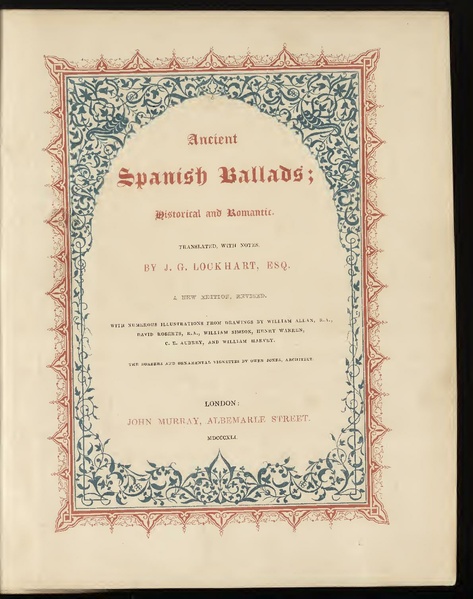 Ancient
Spanish Ballads;
Historical and Romantic.
TRANSLATED, WITH NOTES,
BY J. G. LOCKHART, ESQ.
A NEW EDITION, REVISED.
WITH NUMEROUS ILLUSTRATIONS FROM DRAWINGS BY WILLIAM ALLAN, R.A.,
DAVID ROBERTS, R.A., WILLIAM SIMSON, HENRY WARREN,
C. E. AUBREY, AND WILLIAM HARVEY.
THE BORDERS AND ORNAMENTAL VIGNETTES BY OWEN JONES, ARCHITECT.
LONDON:
JOHN MURRAY, ALBEMARLE STREET.
MDCCCXLI.